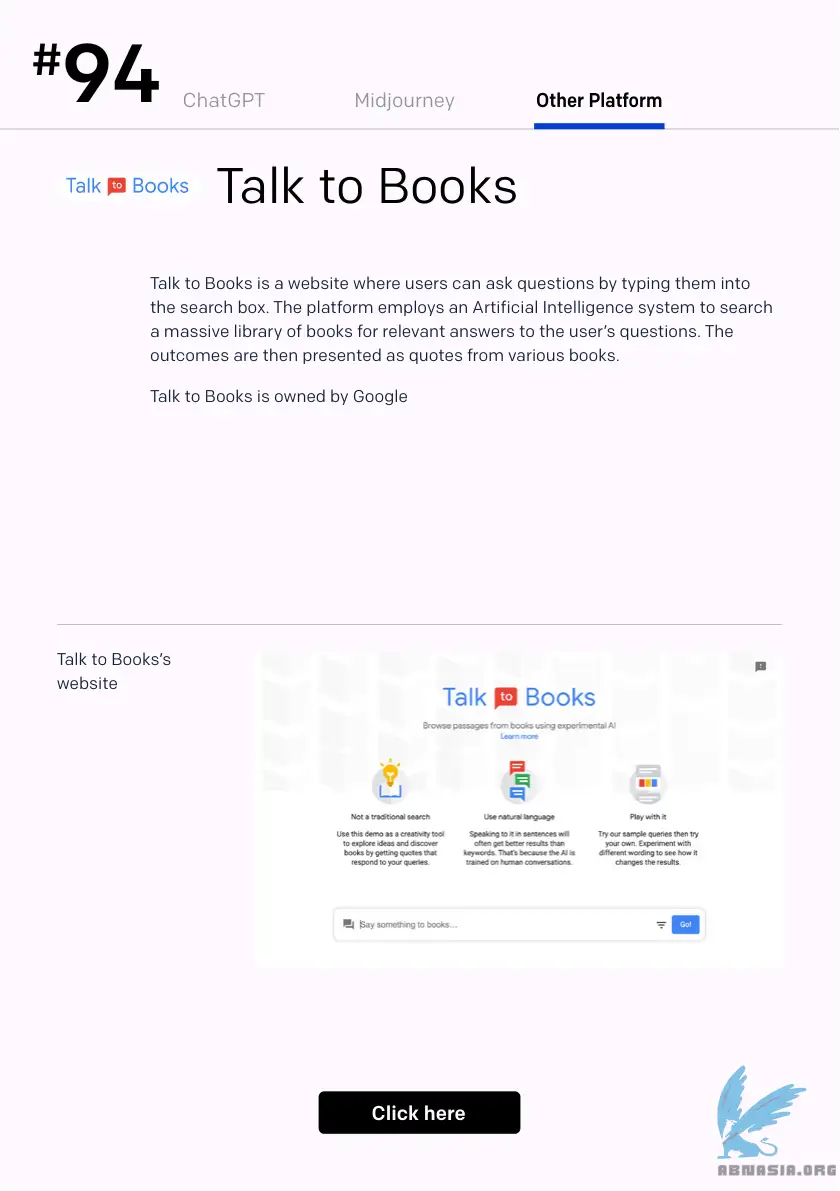 #94
ChatGPT
Midjourney
Other Platform
Talk to Books
Talk to Books
Talk to Books is a website where users can ask questions by typing them into
the search box. The platform employs an Artificial Intelligence system to search
a massive library of books for relevant answers to the user’s questions. The
outcomes are then presented as quotes from various books.
Talk to Books is owned by Google
Talk to Books’s
website
Talk to Books
Browse passages from books using experimental AI
Learn more
Not a traditional search
Use this demo as a creativity tool
to explore ideas and discover
books by getting quotes that
respond to your queries.
Use natural language
Speaking to it in sentences will
often get better results than
keywords. That's because the AI is
trained on human conversations.
Play with it
Try our sample queries then try
your own. Experiment with
different wording to see how it
changes the results.
Say something to books...
Go!
Click here
ABNASIA.ORG